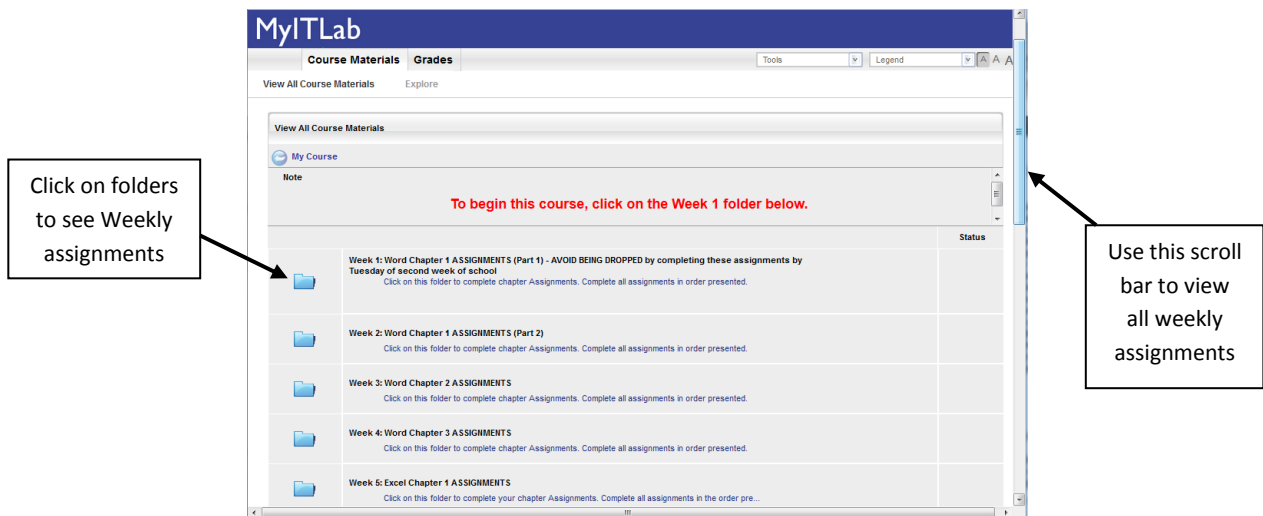 MyITLab
Course Materials Grades Tools Legend A A A
View All Course Materials Explore
View All Course Materials
My Course
Note
To begin this course, click on the Week 1 folder below.
Status
Click on folders
to see Weekly
assignments
Week 1: Word Chapter 1 ASSIGNMENTS (Part 1) - AVOID BEING DROPPED by completing these assignments by
Tuesday of second week of school
Click on this folder to complete chapter Assignments. Complete all assignments in order presented.
Use this scroll
bar to view
all weekly
assignments
Week 2: Word Chapter 1 ASSIGNMENTS (Part 2)
Click on this folder to complete chapter Assignments. Complete all assignments in order presented.
Week 3: Word Chapter 2 ASSIGNMENTS
Click on this folder to complete chapter Assignments. Complete all assignments in order presented.
Week 4: Word Chapter 3 ASSIGNMENTS
Click on this folder to complete chapter Assignments. Complete all assignments in order presented.
Week 5: Excel Chapter 1 ASSIGNMENTS
Click on this folder to complete your chapter Assignments. Complete all assignments in the order pre...